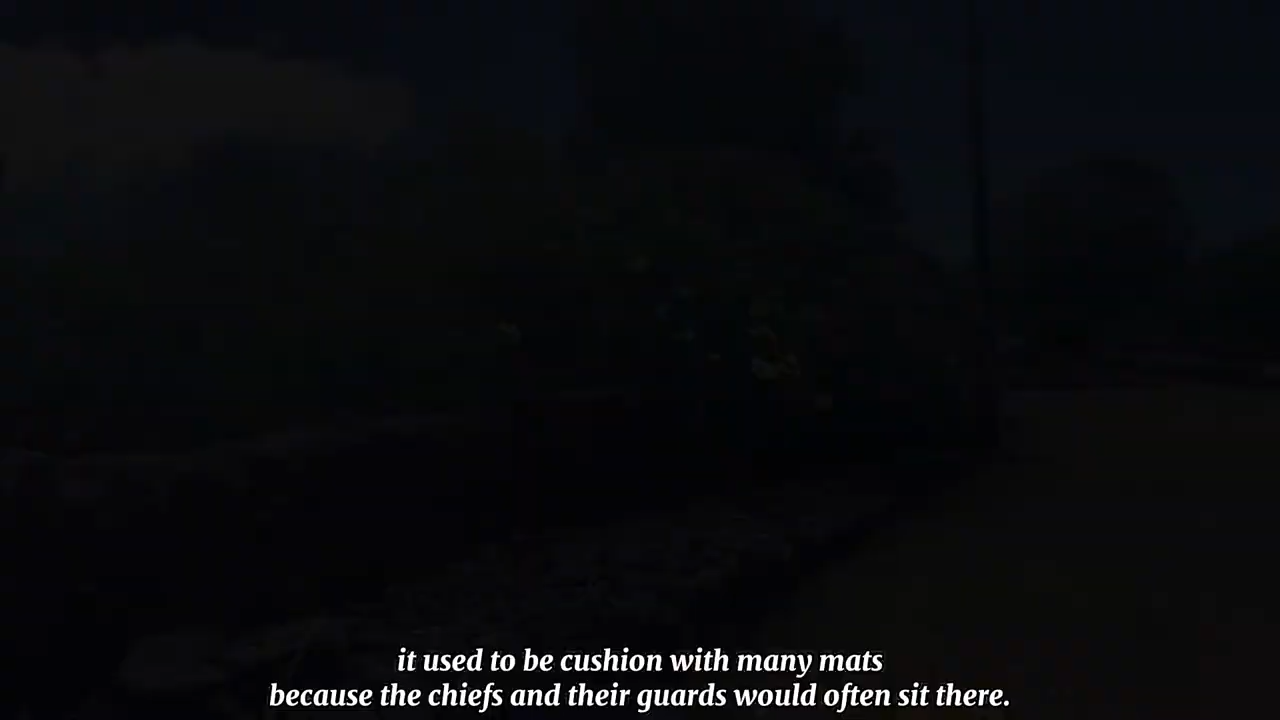 it used to be cushion with many mats
because the chiefs and their guards would often sit there.